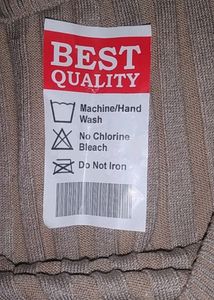 BEST
QUALITY
Machine/Hand
Wash
No Chlorine
Bleach
Do Not Iron